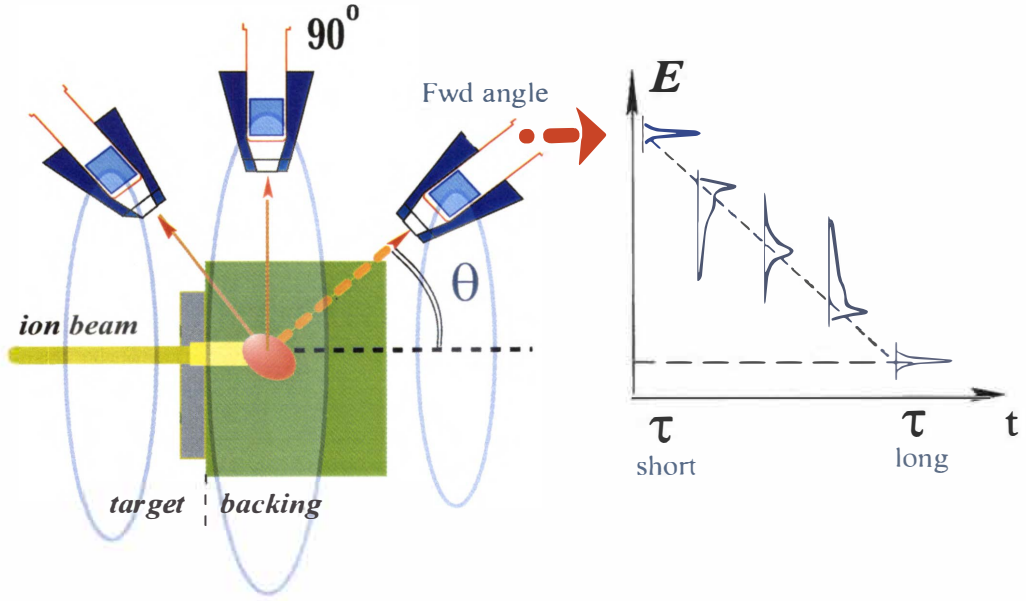 90°
Fwd angle
E
θ
ion beam
τ
τ
t
short
long
target
backing